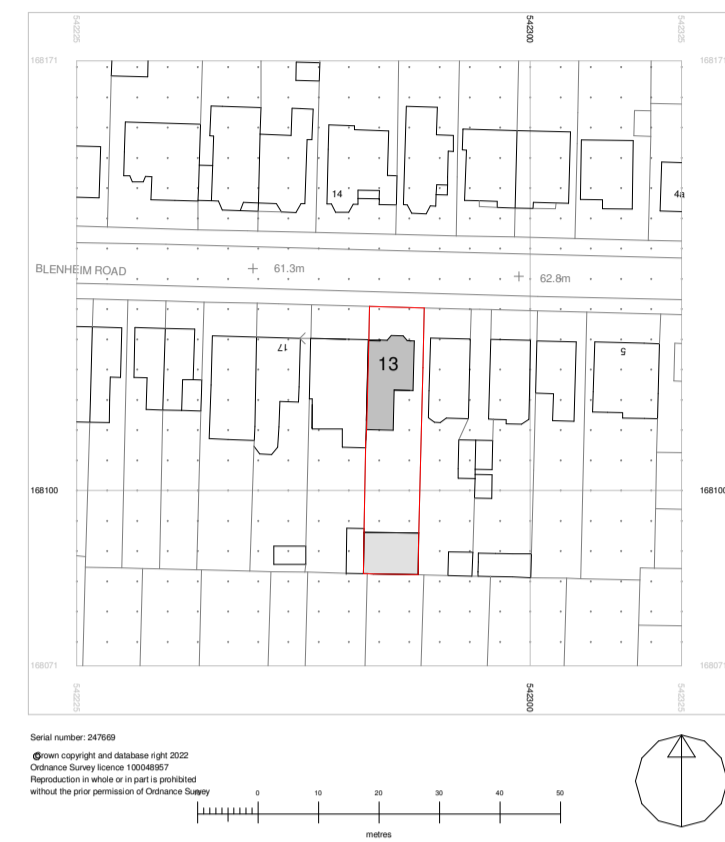 542225
542300
542325
168171
168171
14
4a
BLENHEIM ROAD
61.3m
62.8m
17
13
5
168100
168100
168071
168071
542225
542300
542325
Serial number: 247669
©Crown copyright and database right 2022
Ordnance Survey licence 100048957
Reproduction in whole or in part is prohibited
without the prior permission of Ordnance Survey
0 10 20 30 40 50
metres